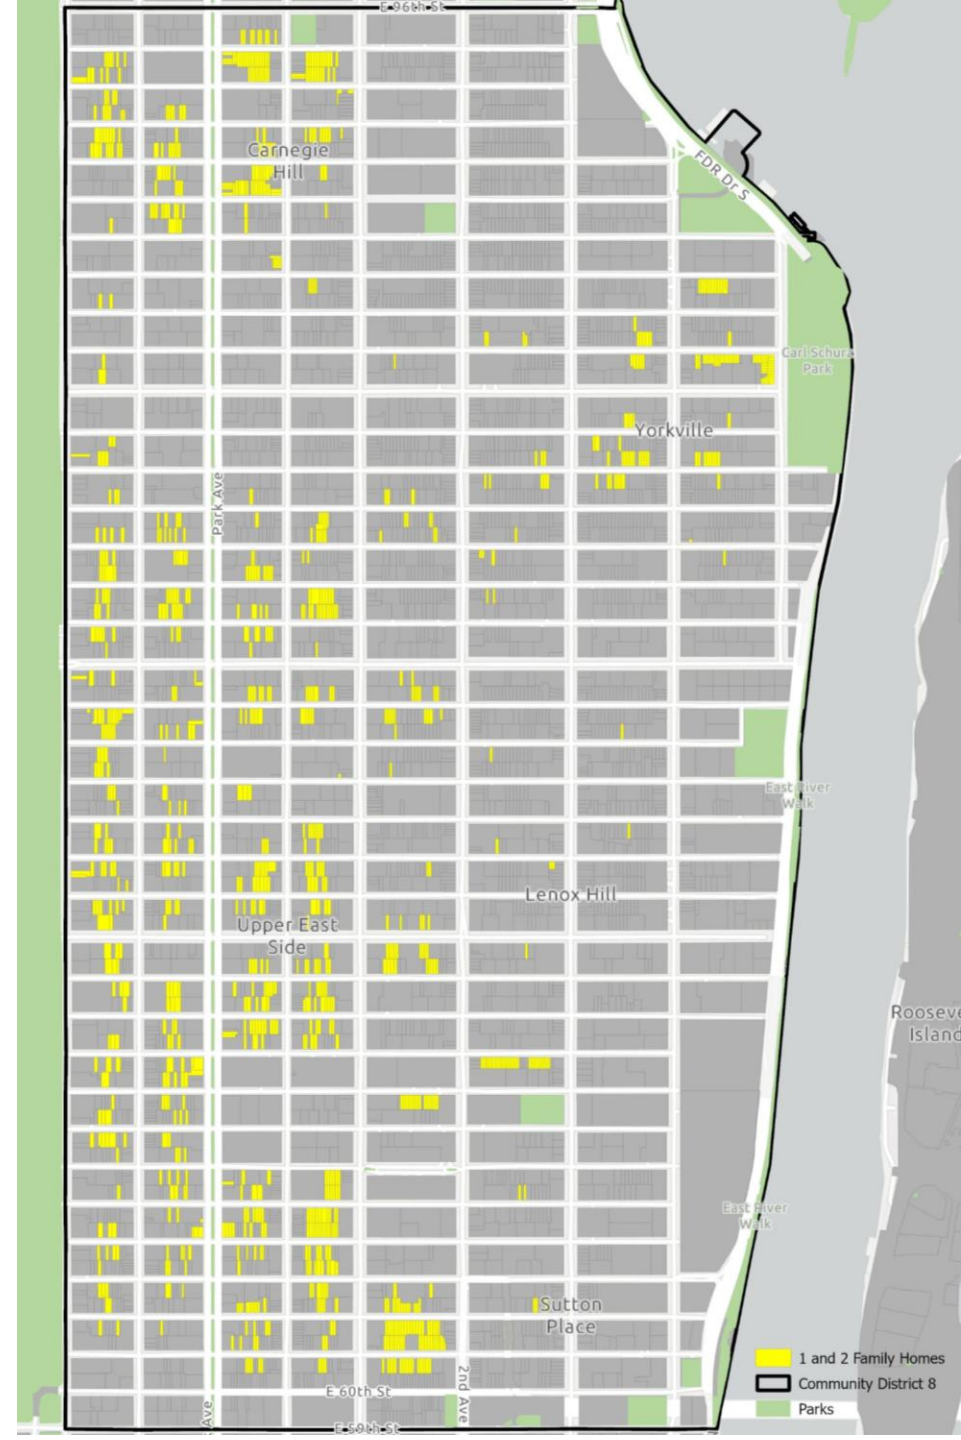 E 96th St
FDR Dr S
Carnegie
Hill
Carl Schurz
Park
Yorkville
Park Ave
East River
Walk
Lenox Hill
Upper East
Side
Rooseve
Island
East River
Walk
Sutton
Place
1 and 2 Family Homes
Community District 8
Parks
E 60th St
2nd Ave
k Ave
E 59th St